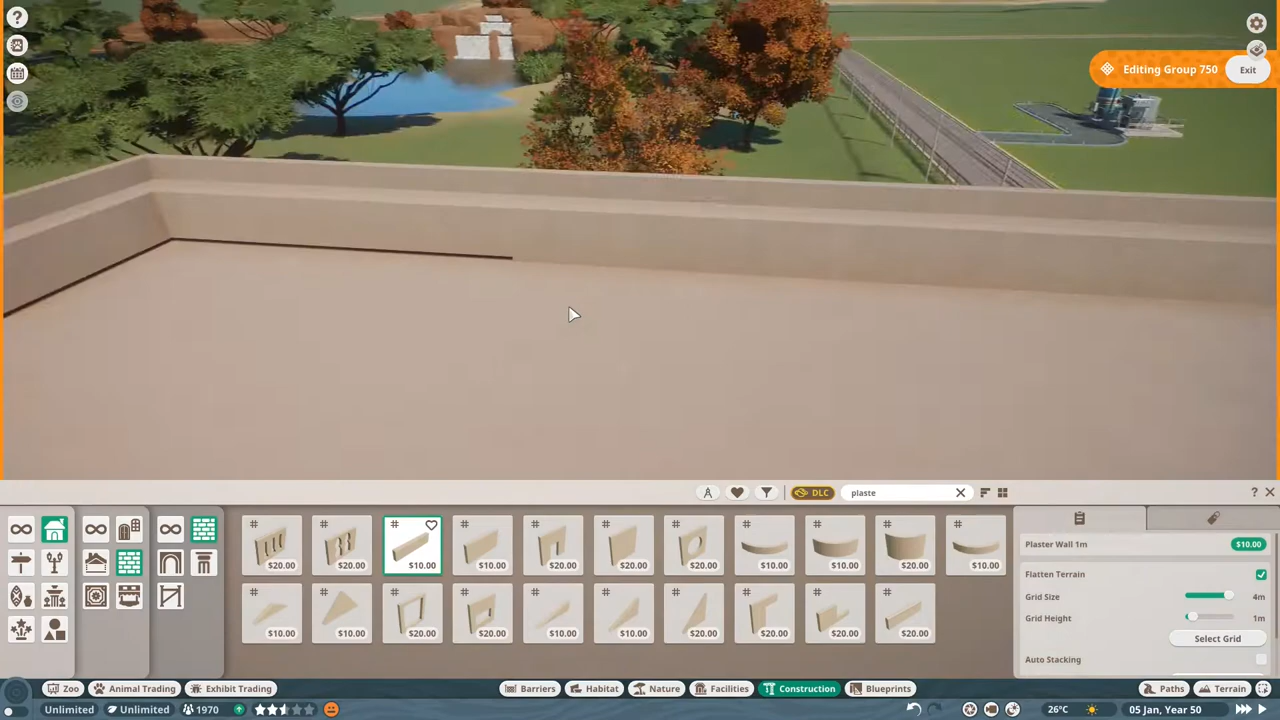 ?
Editing Group 750
Exit
DLC
plaste
?
$20.00
$20.00
$10.00
$10.00
$20.00
$20.00
$20.00
$10.00
$10.00
$20.00
$10.00
$10.00
$10.00
$20.00
$20.00
$10.00
$10.00
$20.00
$20.00
$20.00
$20.00
Plaster Wall 1m
$10.00
Flatten Terrain
Grid Size
4m
Grid Height
1m
Select Grid
Auto Stacking
Zoo
Animal Trading
Exhibit Trading
Barriers
Habitat
Nature
Facilities
Construction
Blueprints
Paths
Terrain
Unlimited
Unlimited
1970
26°C
05 Jan, Year 50